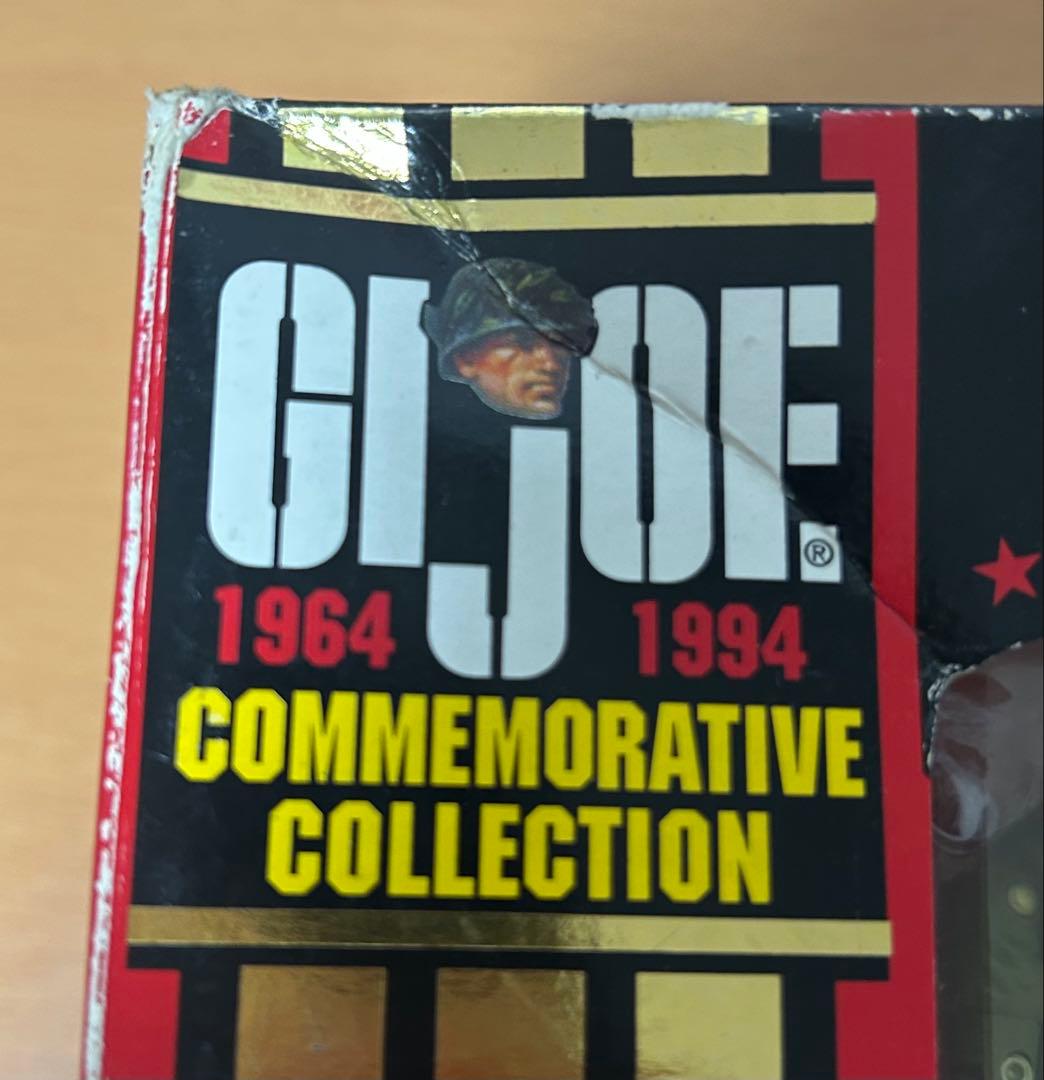 GI JOE®
1964 1994
COMMEMORATIVE
COLLECTION